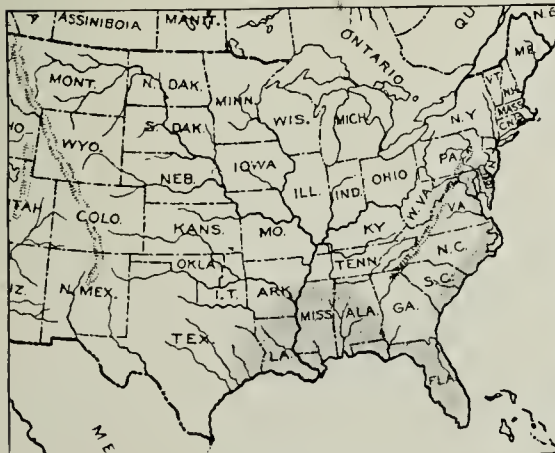 ASSINIBOIA MANIT. ONTARIO QU N.B.
MONT. N. DAK. MINN. ME.
VT. N.H.
HO WYO. S. DAK. WIS. MICH. N.Y. MASS.
CN.
NEB. IOWA PA.
TAH COLO. ILL. IND. OHIO W.VA. VA.
KANS. MO. KY.
N. MEX. OKLA. I.T. ARK. TENN. N.C.
S.C.
TEX. MISS. ALA. GA.
LA.
FLA.
ME